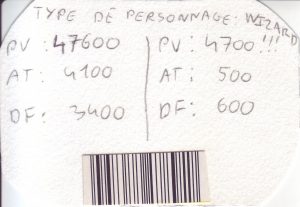 TYPE DE PERSONNAGE: WIZARD
PV: 47600
AT: 4100
DF: 3400
PV: 4700!!!
AT: 500
DF: 600